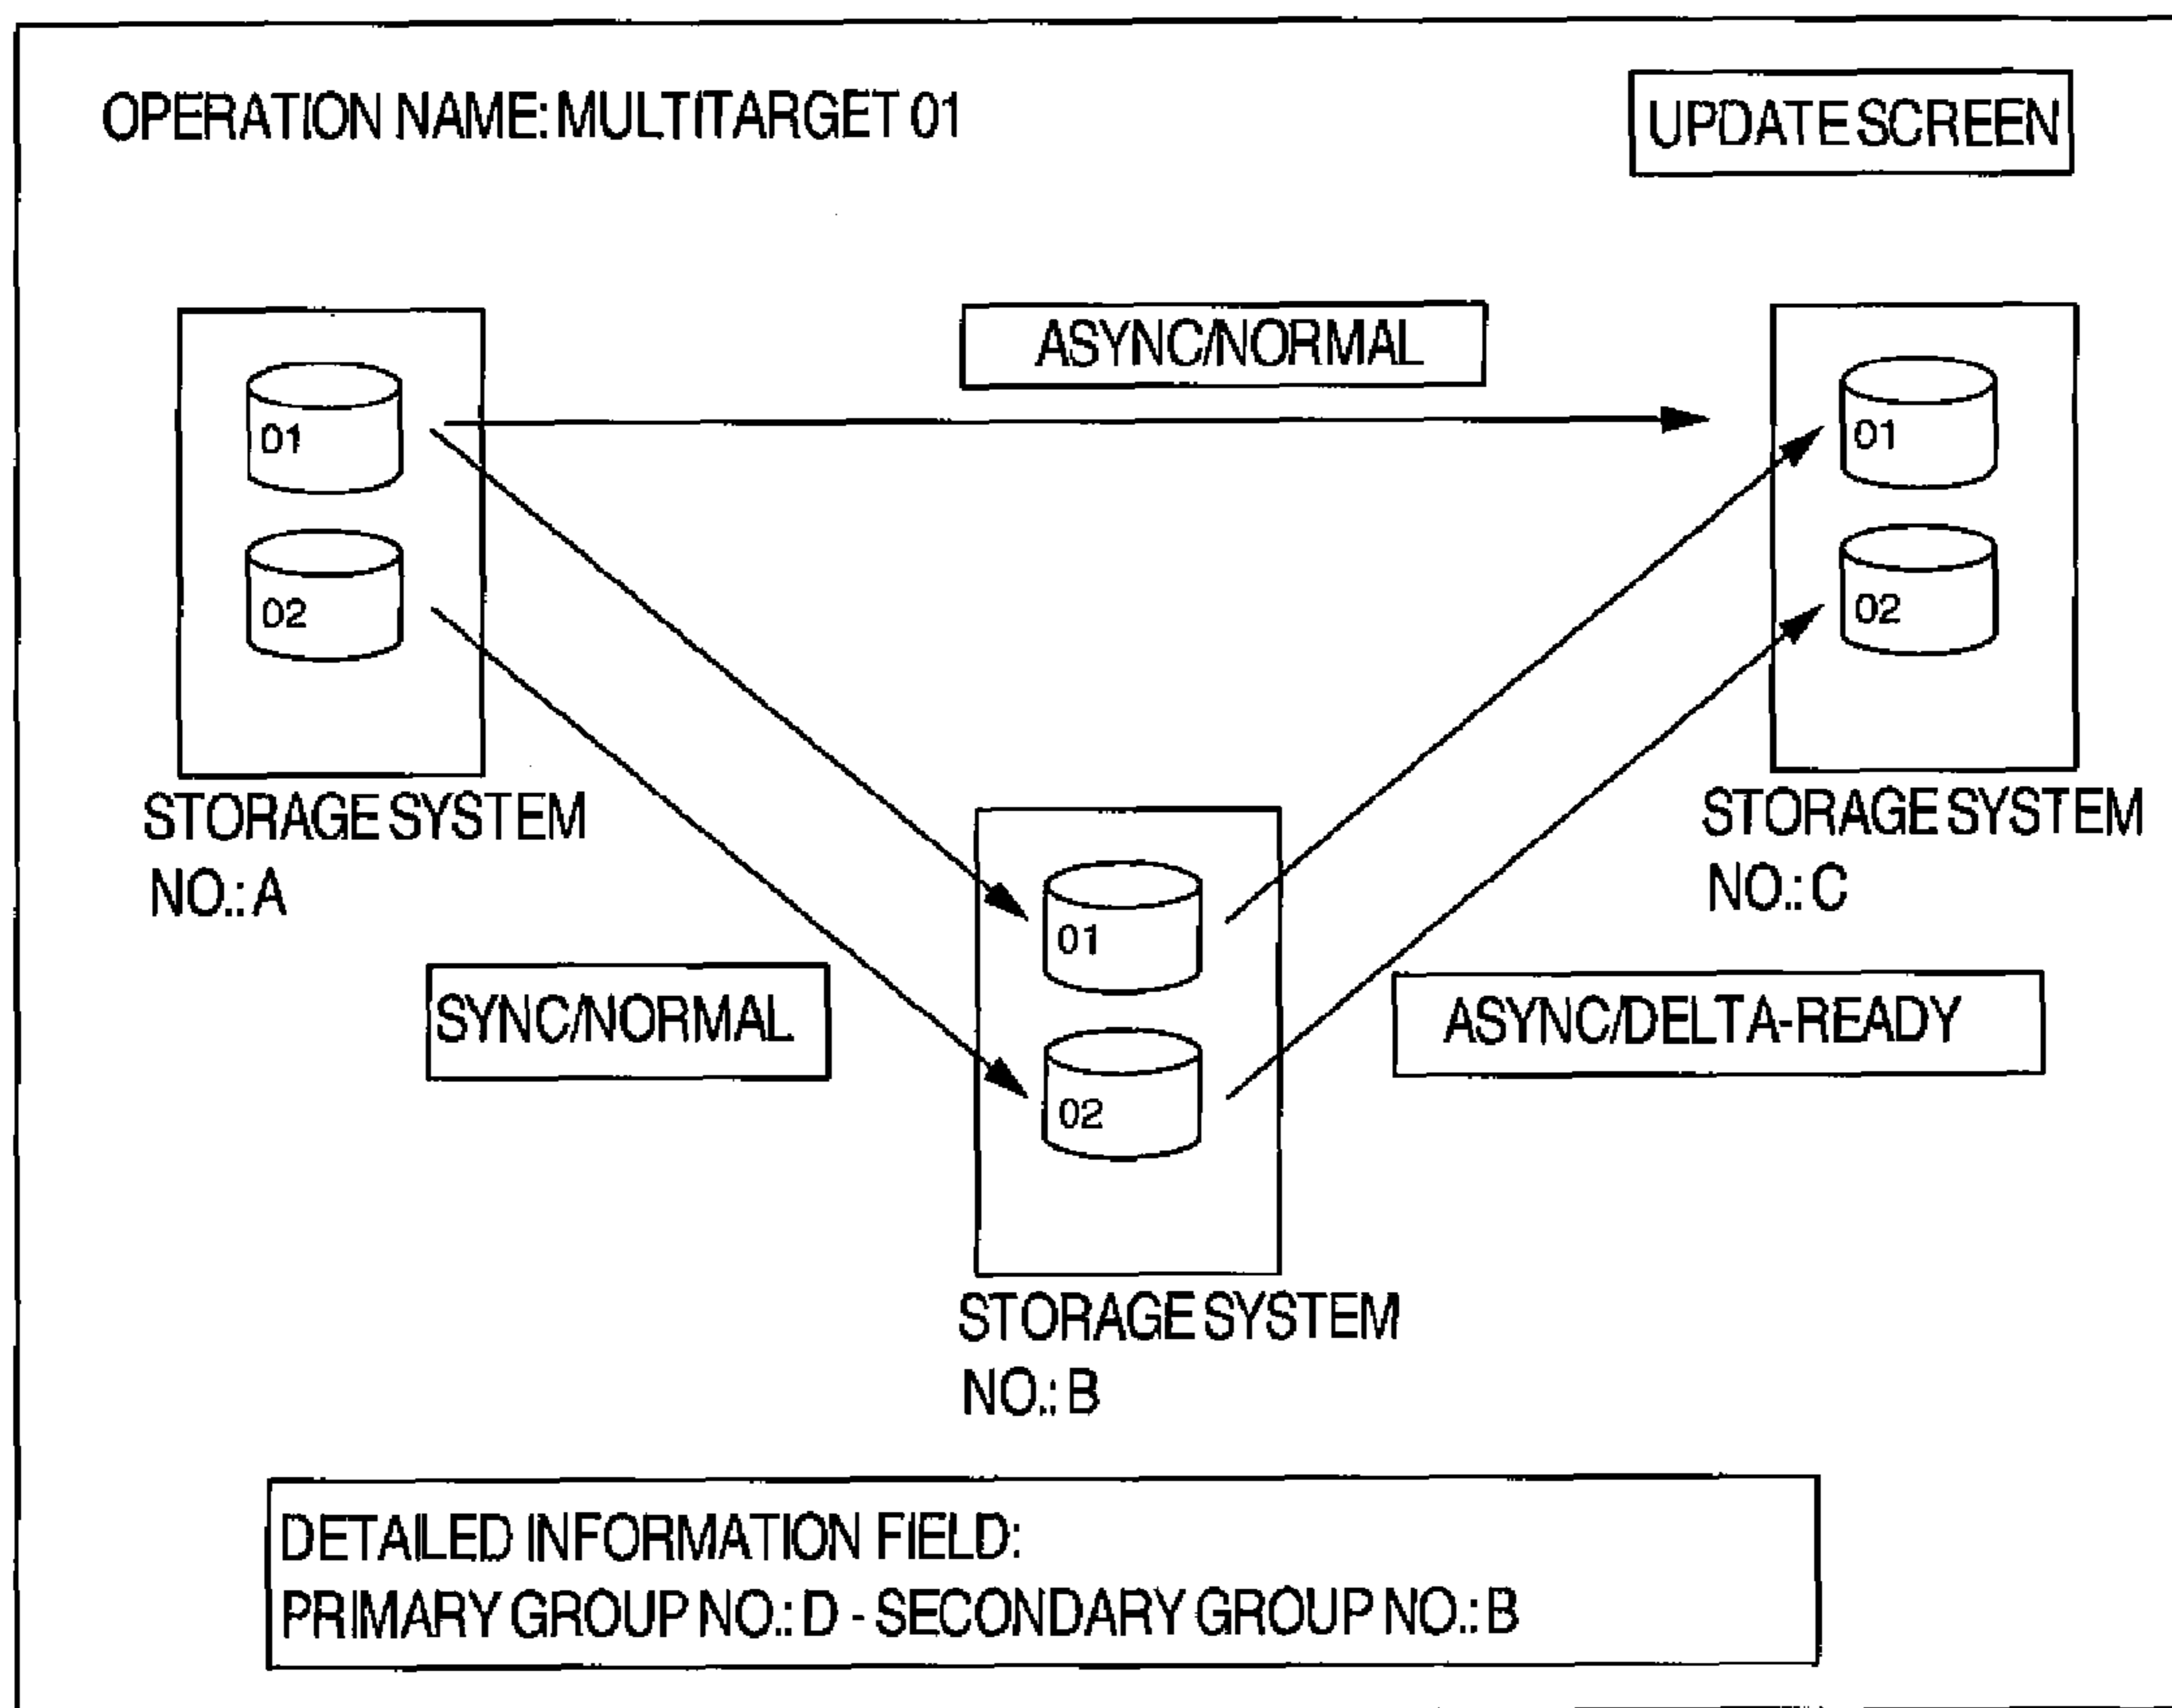 OPERATION NAME: MULTITARGET 01
UPDATE SCREEN
ASYNC/NORMAL
01
02
STORAGE SYSTEM
NO.: A
01
02
STORAGE SYSTEM
NO.: C
SYNC/NORMAL
01
02
ASYNC/DELTA-READY
STORAGE SYSTEM
NO.: B
DETAILED INFORMATION FIELD:
PRIMARY GROUP NO.: D - SECONDARY GROUP NO.: B